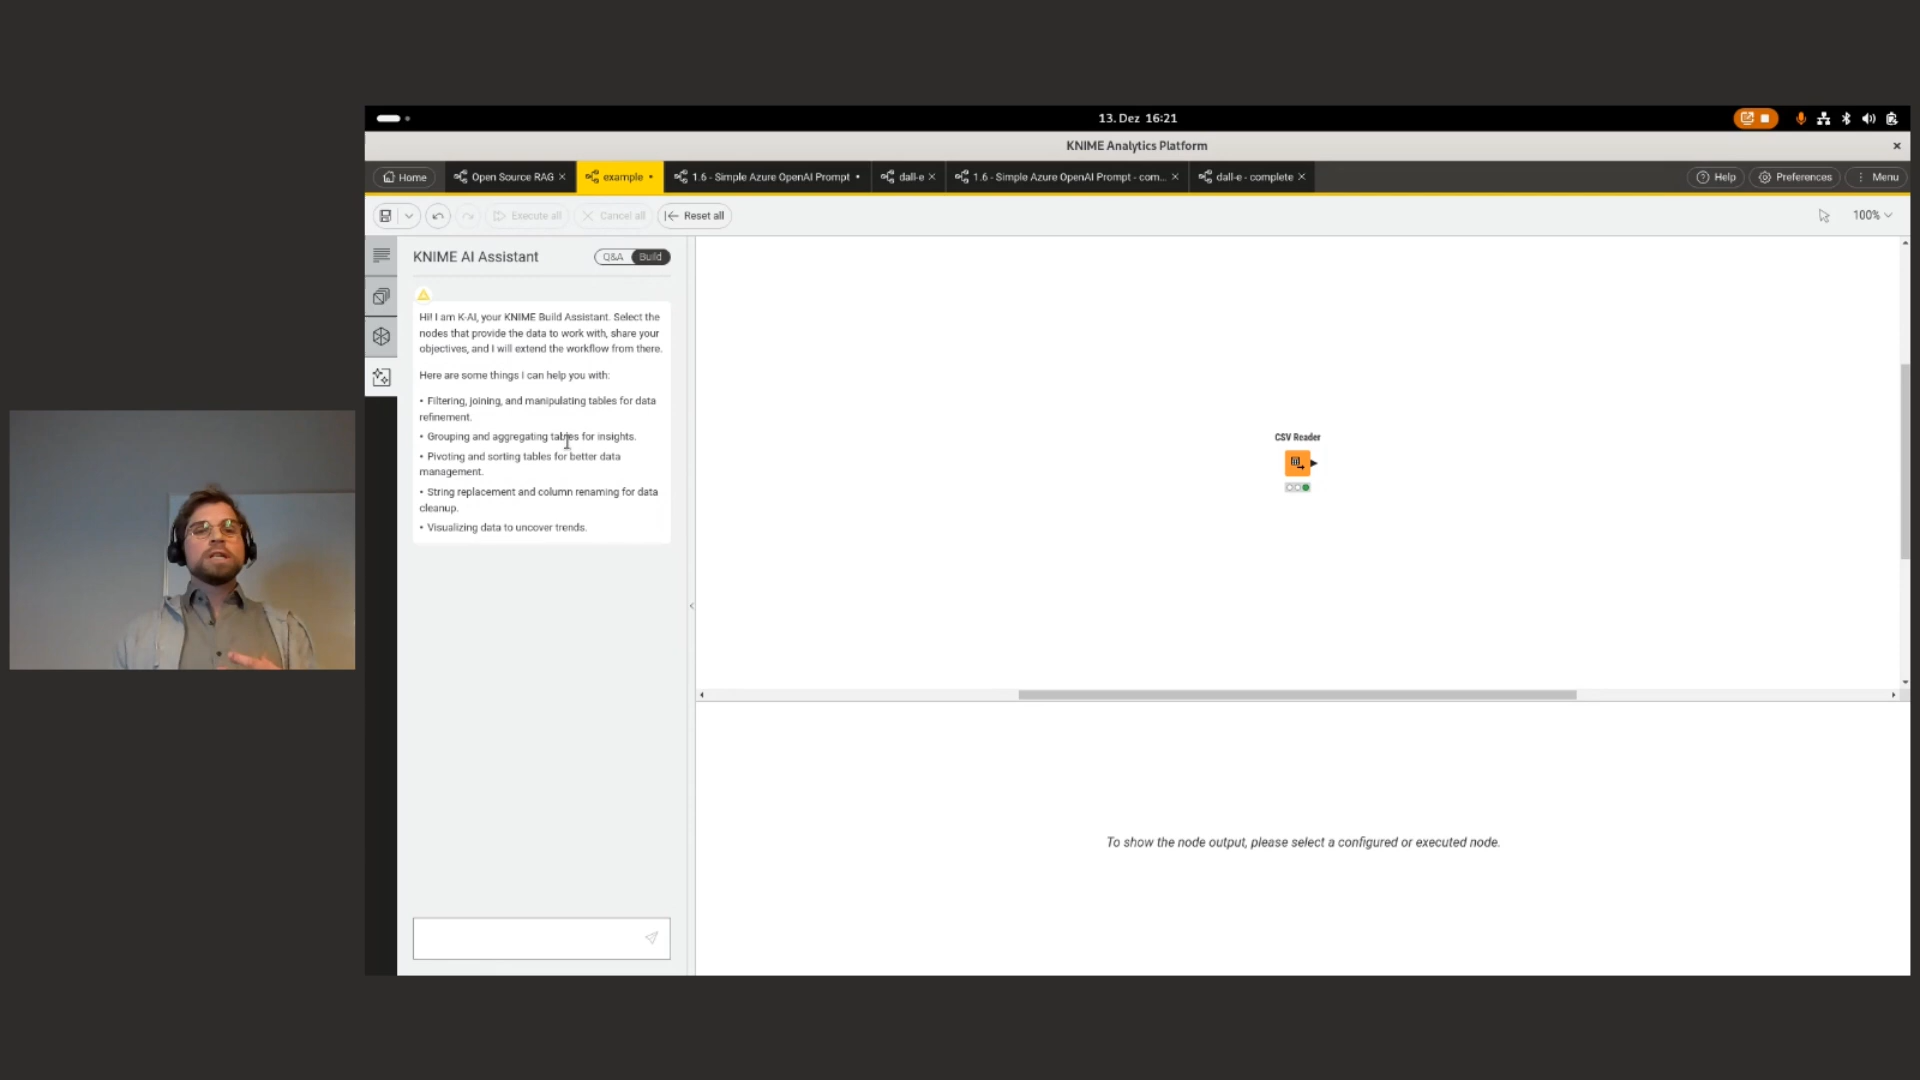 13. Dez 16:21
KNIME Analytics Platform
Home
Open Source RAG
example
1.6 - Simple Azure OpenAI Prompt
dall-e
1.6 - Simple Azure OpenAI Prompt - com...
dall-e - complete
Help
Preferences
Menu
Execute all
Cancel all
Reset all
100%
KNIME AI Assistant
Q&A
Build
Hi! I am K-AI, your KNIME Build Assistant. Select the
nodes that provide the data to work with, share your
objectives, and I will extend the workflow from there.
Here are some things I can help you with:
• Filtering, joining, and manipulating tables for data
refinement.
• Grouping and aggregating tables for insights.
• Pivoting and sorting tables for better data
management.
• String replacement and column renaming for data
cleanup.
• Visualizing data to uncover trends.
CSV Reader
To show the node output, please select a configured or executed node.